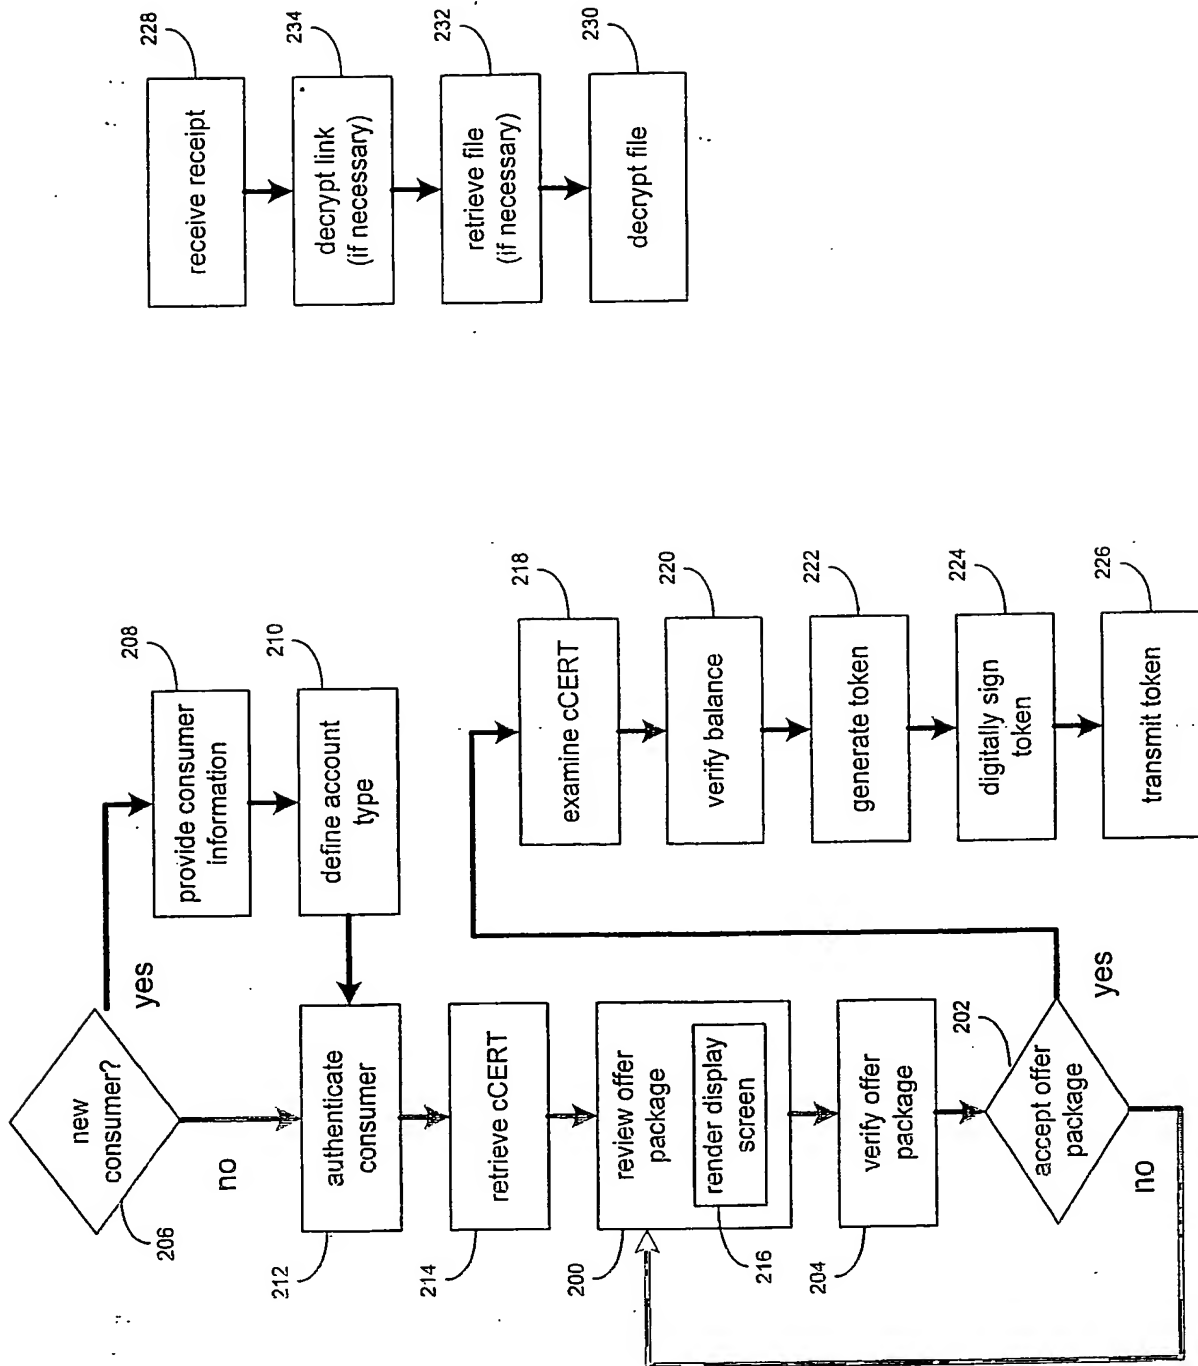 new
consumer?
206
yes
no
provide consumer
information
208
define account
type
210
authenticate
consumer
212
retrieve cCERT
214
review offer
package
200
render display
screen
216
verify offer
package
204
accept offer
package
202
yes
no
examine cCERT
218
verify balance
220
generate token
222
digitally sign
token
224
transmit token
226
receive receipt
228
decrypt link
(if necessary)
234
retrieve file
(if necessary)
232
decrypt file
230